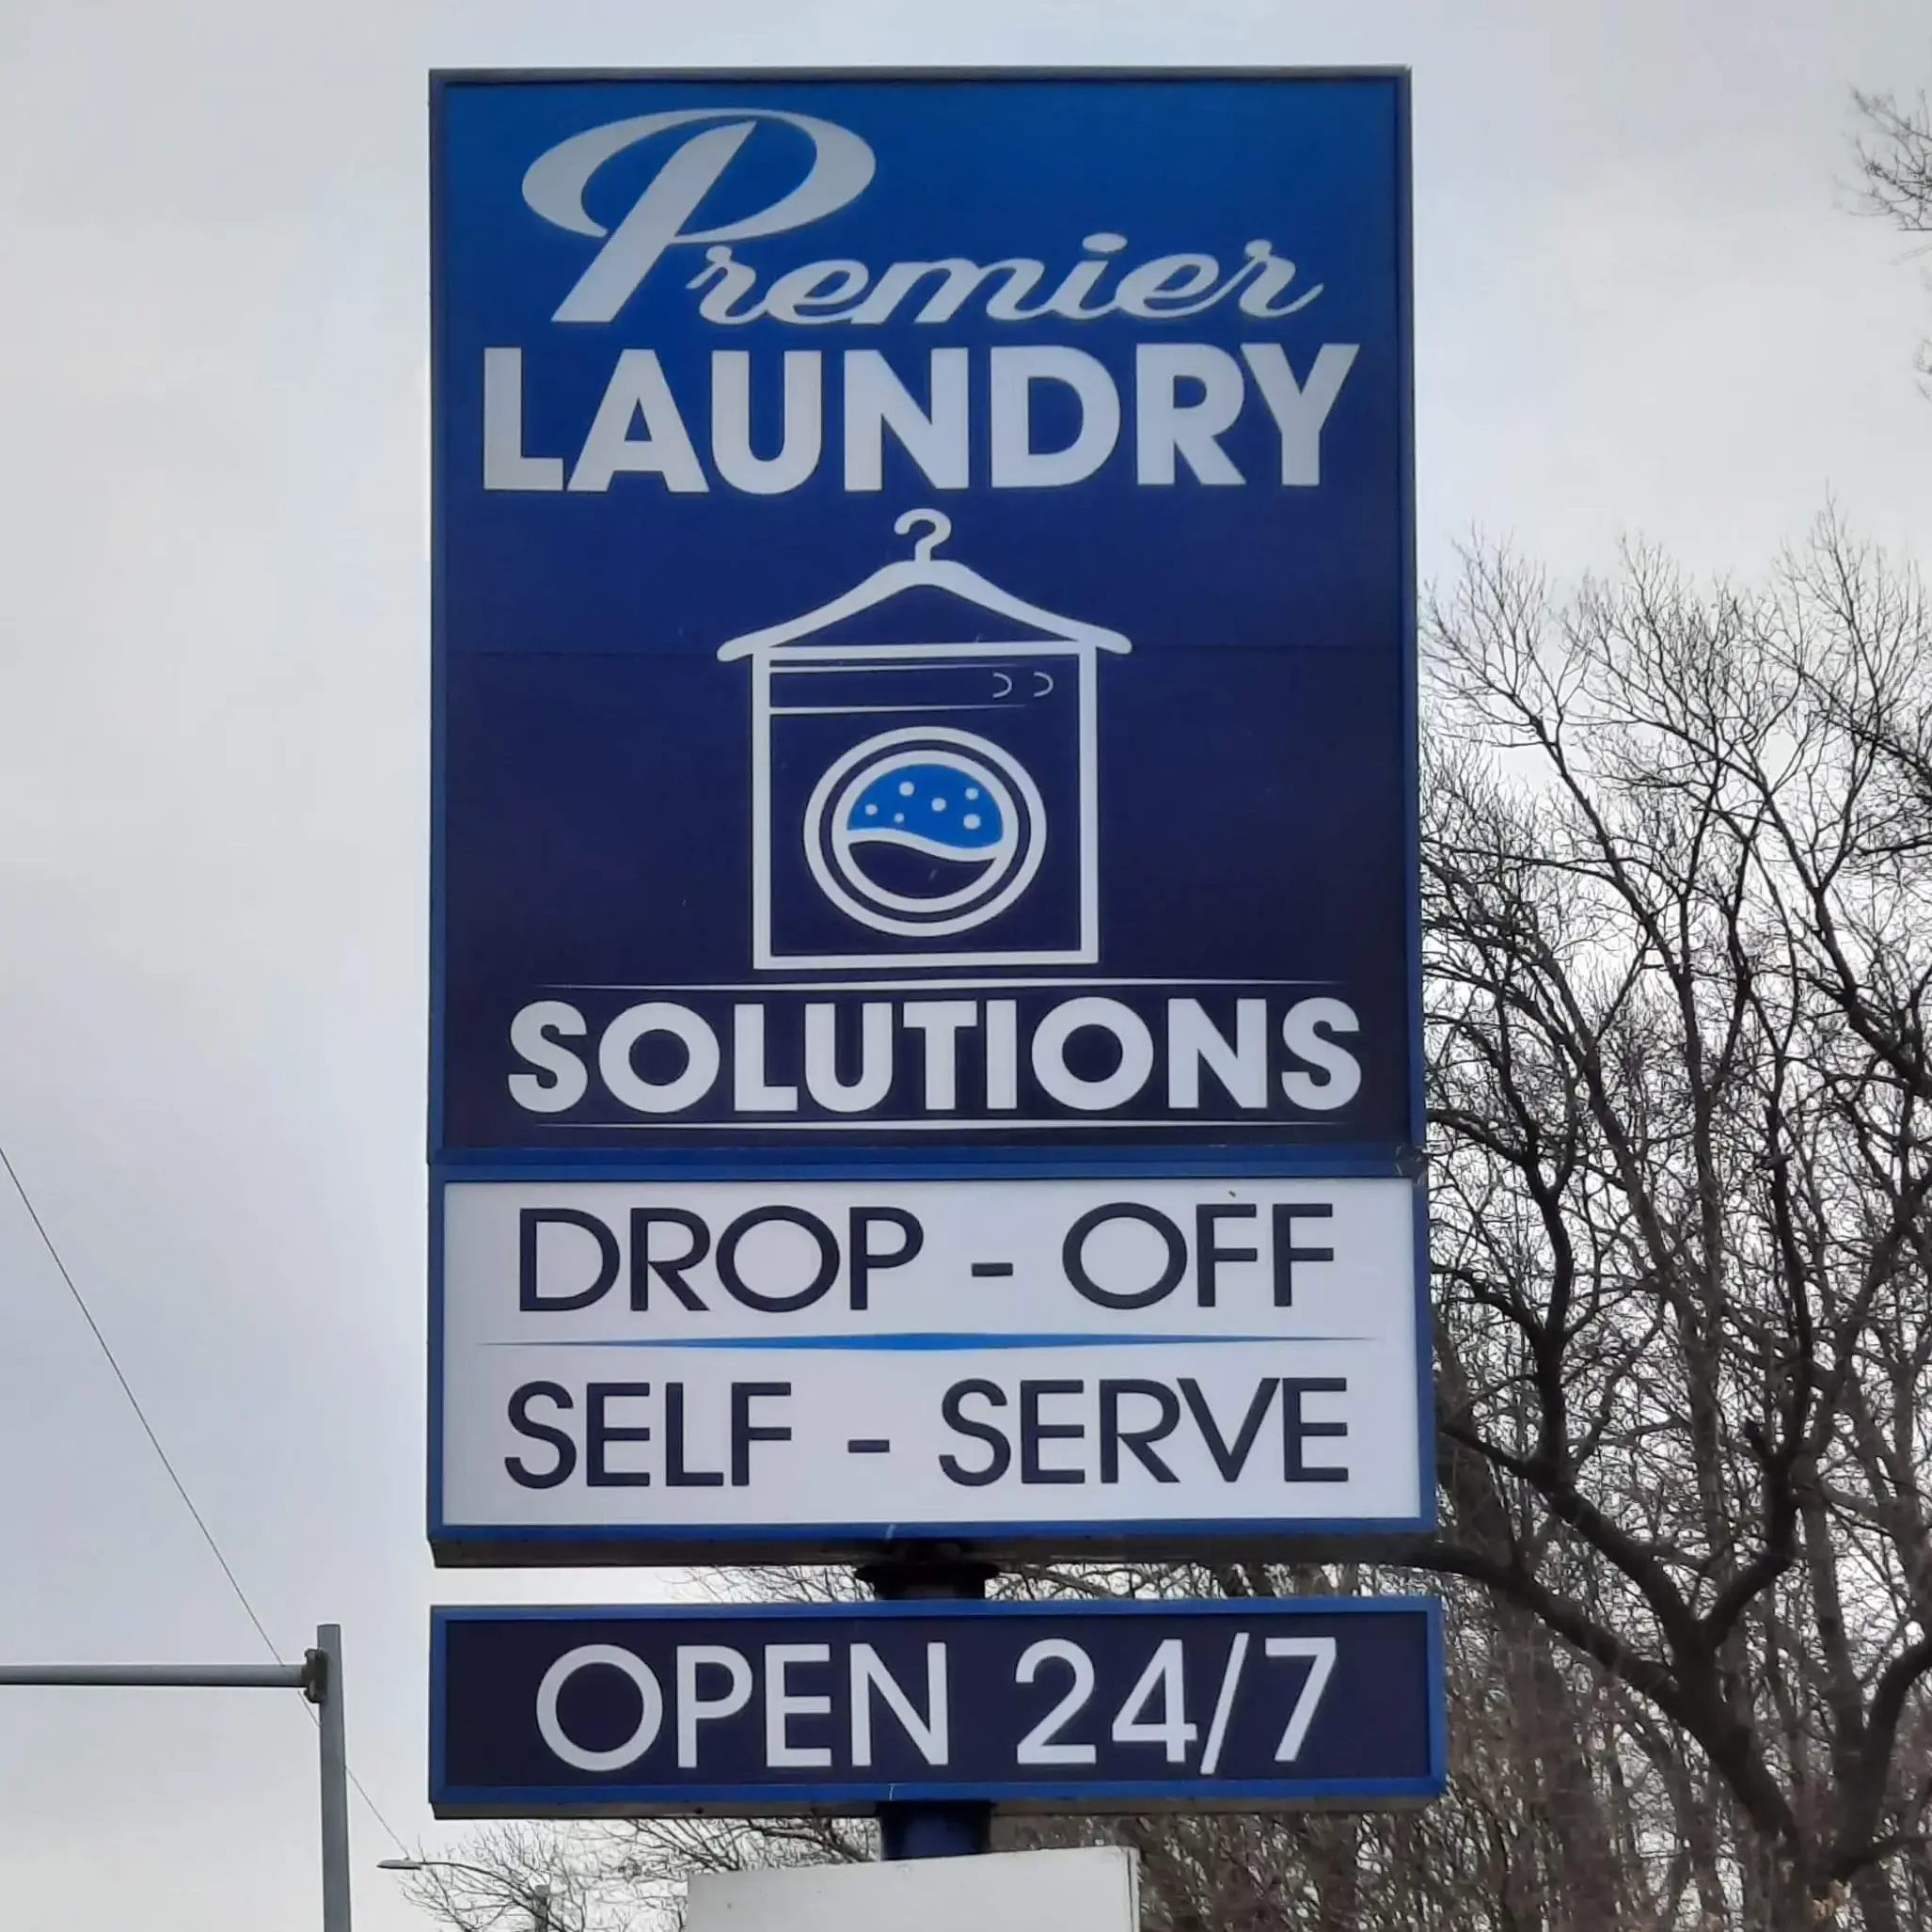 Premier
LAUNDRY
SOLUTIONS
DROP - OFF
SELF - SERVE
OPEN 24/7